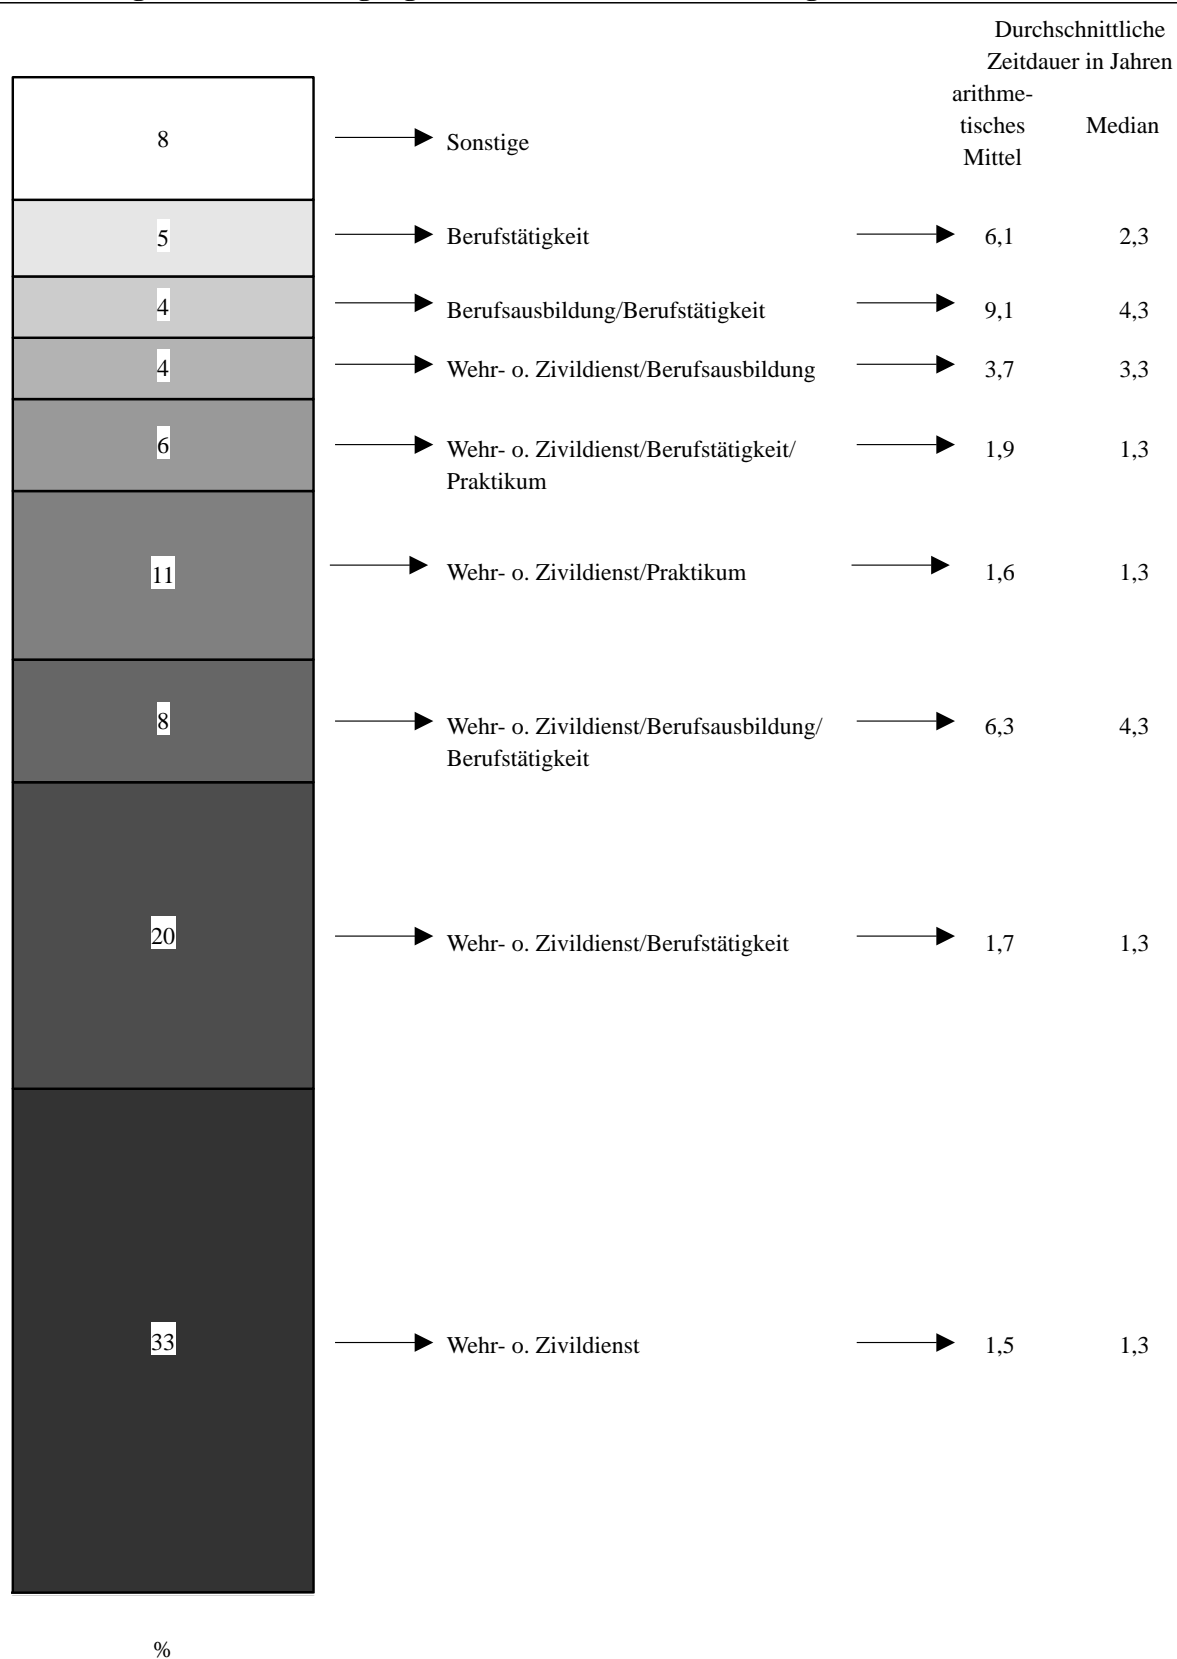 Durchschnittliche
Zeitdauer in Jahren
arithme-
tisches
Mittel
Median
8
Sonstige
5
Berufstätigkeit
6,1
2,3
4
Berufsausbildung/Berufstätigkeit
9,1
4,3
4
Wehr- o. Zivildienst/Berufsausbildung
3,7
3,3
6
Wehr- o. Zivildienst/Berufstätigkeit/
Praktikum
1,9
1,3
11
Wehr- o. Zivildienst/Praktikum
1,6
1,3
8
Wehr- o. Zivildienst/Berufsausbildung/
Berufstätigkeit
6,3
4,3
20
Wehr- o. Zivildienst/Berufstätigkeit
1,7
1,3
33
Wehr- o. Zivildienst
1,5
1,3
%